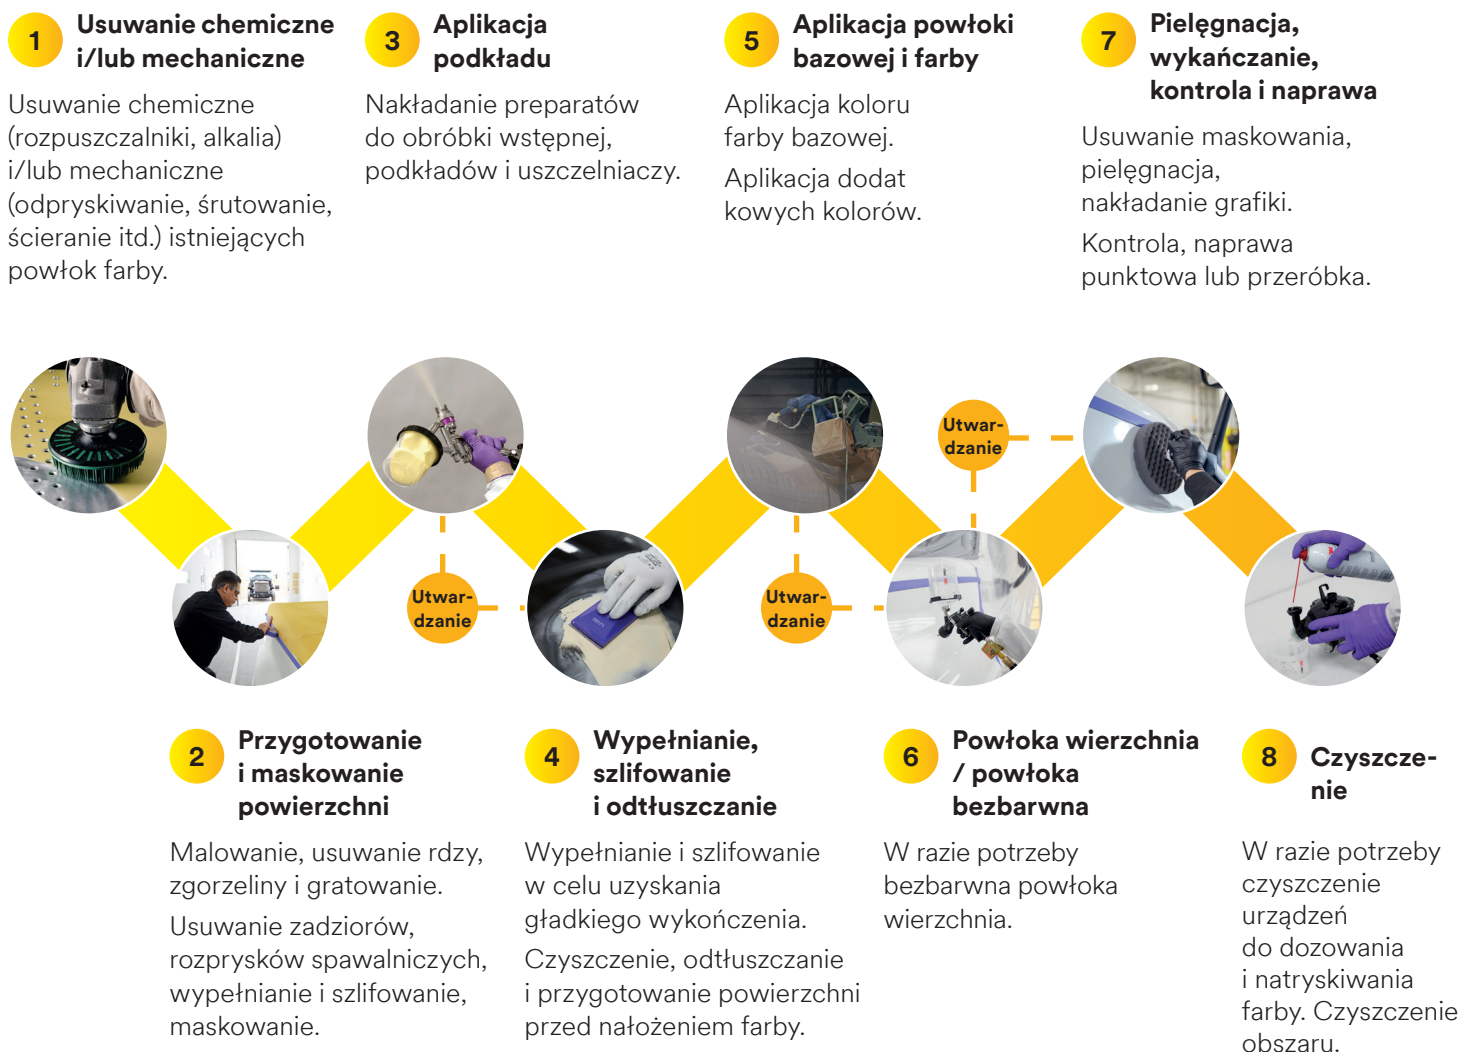 1
Usuwanie chemiczne
i/lub mechaniczne
Usuwanie chemiczne
(rozpuszczalniki, alkalia)
i/lub mechaniczne
(odpryskiwanie, śrutowanie,
ścieranie itd.) istniejących
powłok farby.
3
Aplikacja
podkładu
Nakładanie preparatów
do obróbki wstępnej,
podkładów i uszczelniaczy.
5
Aplikacja powłoki
bazowej i farby
Aplikacja koloru
farby bazowej.
Aplikacja dodat
kowych kolorów.
7
Pielęgnacja,
wykańczanie,
kontrola i naprawa
Usuwanie maskowania,
pielęgnacja,
nakładanie grafiki.
Kontrola, naprawa
punktowa lub przeróbka.
Utwar-
dzanie
Utwar-
dzanie
Utwar-
dzanie
2
Przygotowanie
i maskowanie
powierzchni
Malowanie, usuwanie rdzy,
zgorzeliny i gratowanie.
Usuwanie zadziorów,
rozprysków spawalniczych,
wypełnianie i szlifowanie,
maskowanie.
4
Wypełnianie,
szlifowanie
i odtłuszczanie
Wypełnianie i szlifowanie
w celu uzyskania
gładkiego wykończenia.
Czyszczenie, odtłuszczanie
i przygotowanie powierzchni
przed nałożeniem farby.
6
Powłoka wierzchnia
/ powłoka
bezbarwna
W razie potrzeby
bezbarwna powłoka
wierzchnia.
8
Czyszcze-
nie
W razie potrzeby
czyszczenie
urządzeń
do dozowania
i natryskiwania
farby. Czyszczenie
obszaru.